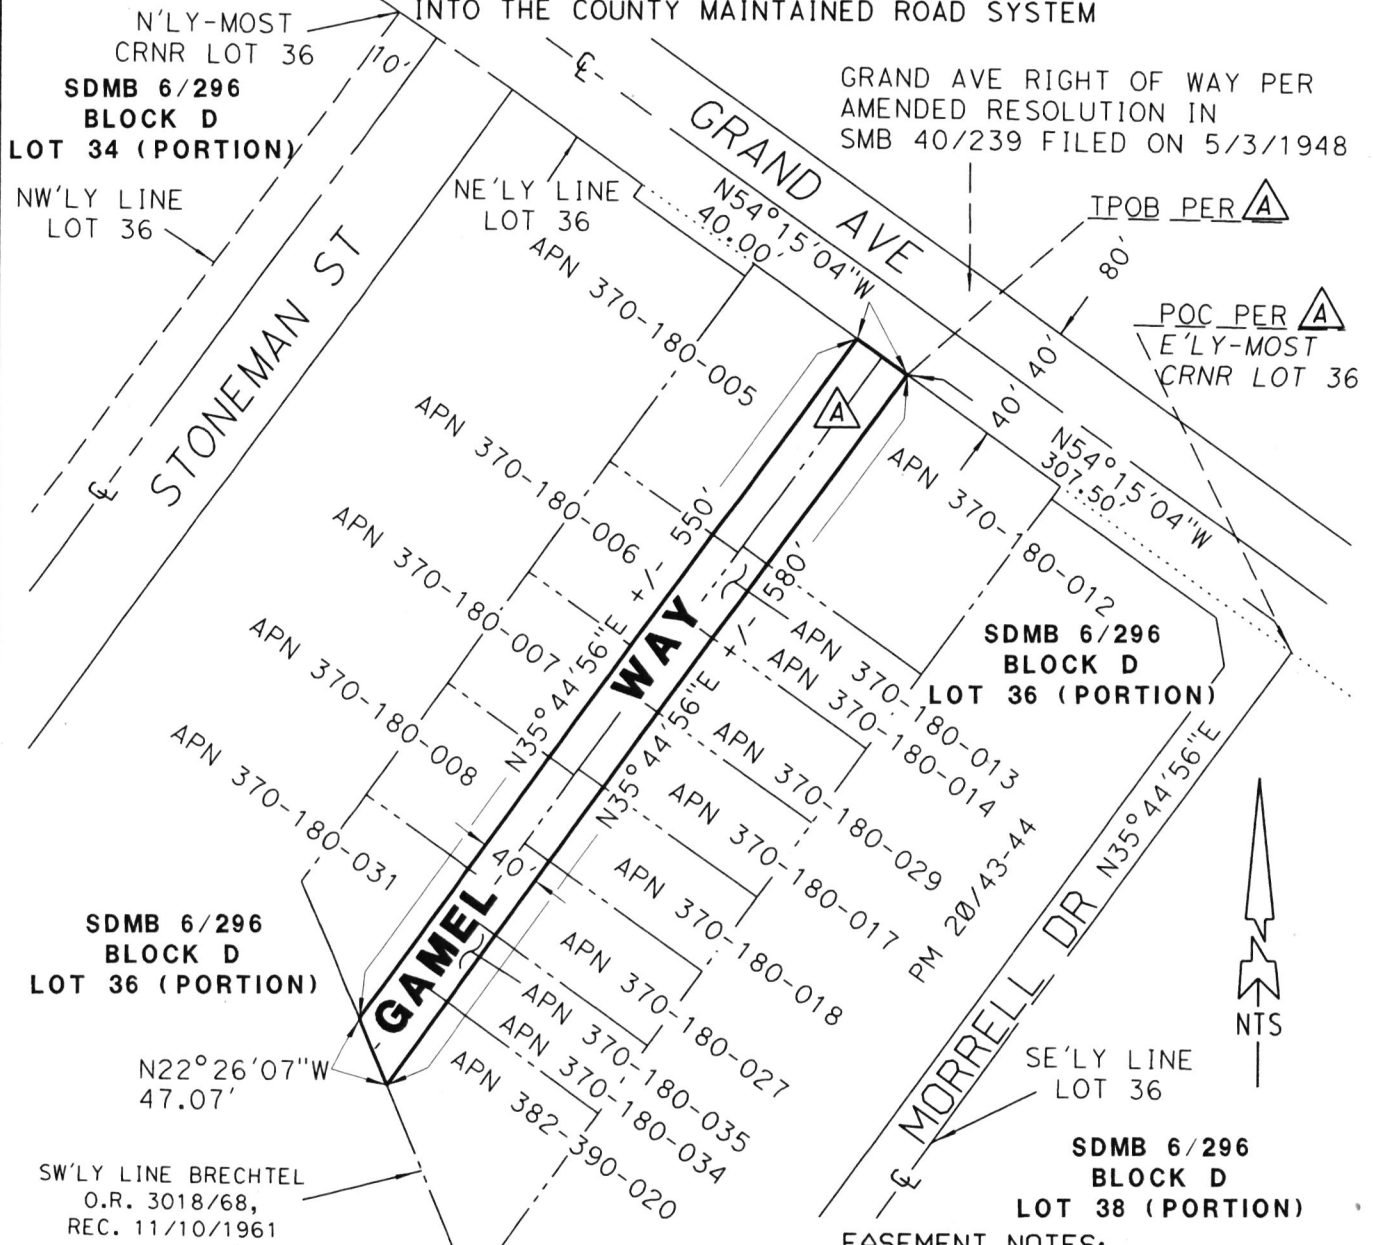 INTO THE COUNTY MAINTAINED ROAD SYSTEM
N'LY-MOST
CRNR LOT 36
10'
SDMB 6/296
BLOCK D
LOT 34 (PORTION)
NW'LY LINE
LOT 36
NE'LY LINE
LOT 36
℄
GRAND AVE
GRAND AVE RIGHT OF WAY PER
AMENDED RESOLUTION IN
SMB 40/239 FILED ON 5/3/1948
N54°15'04"W
40.00'
TPOB PER A
80'
POC PER A
E'LY-MOST
CRNR LOT 36
40'
40'
N54°15'04"W
307.50'
STONEMAN ST
℄
APN 370-180-005
APN 370-180-006
APN 370-180-007
APN 370-180-008
APN 370-180-031
A
N35°44'56"E +/- 550'
N35°44'56"E +/- 580'
GAMEL WAY
40'
APN 370-180-012
APN 370-180-013
APN 370-180-014
APN 370-180-029
APN 370-180-017
APN 370-180-018
APN 370-180-027
APN 370-180-035
APN 370-180-034
APN 382-390-020
SDMB 6/296
BLOCK D
LOT 36 (PORTION)
PM 20/43-44
N35°44'56"E
MORRELL DR
℄
NTS
SDMB 6/296
BLOCK D
LOT 36 (PORTION)
N22°26'07"W
47.07'
SE'LY LINE
LOT 36
SW'LY LINE BRECHTEL
O.R. 3018/68,
REC. 11/10/1961
SDMB 6/296
BLOCK D
LOT 38 (PORTION)
EASEMENT NOTES: